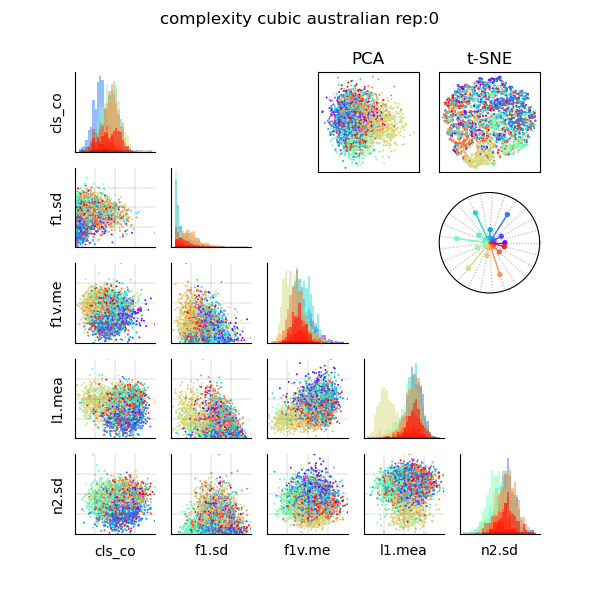 complexity cubic australian rep:0
PCA
t-SNE
cls_co
f1.sd
f1v.me
l1.mea
n2.sd
cls_co
f1.sd
f1v.me
l1.mea
n2.sd